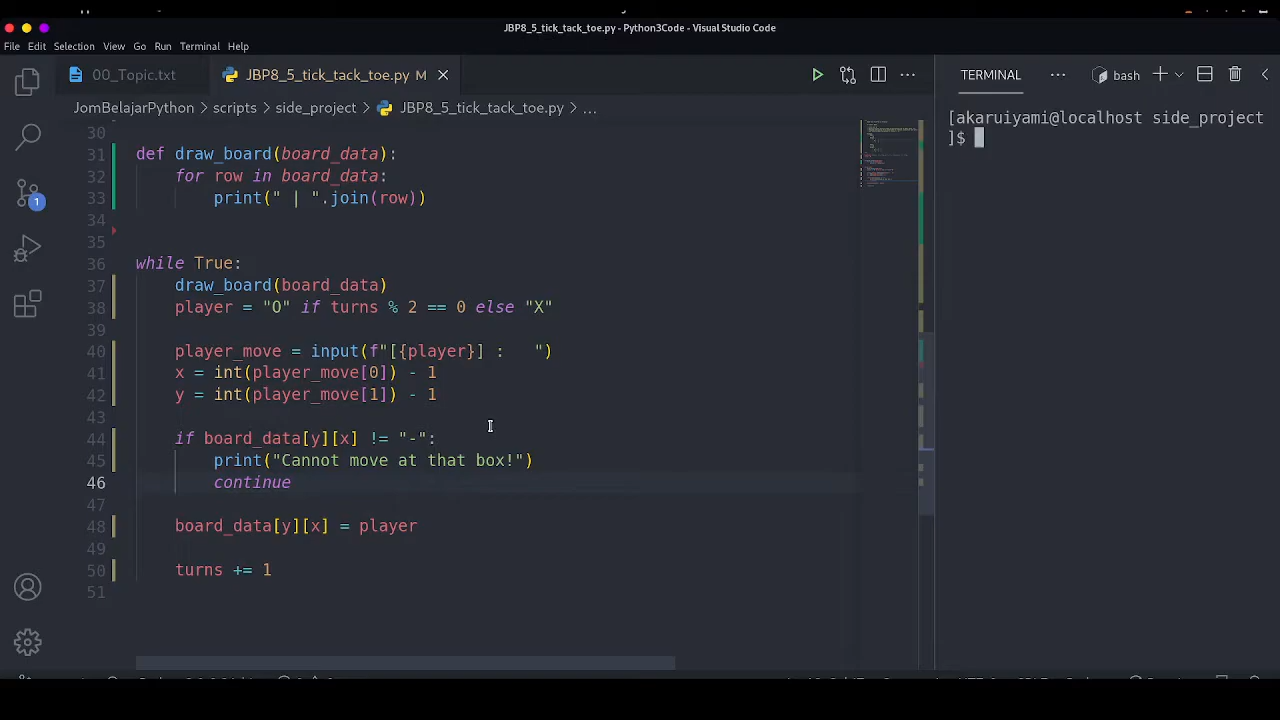 JBP8_5_tick_tack_toe.py - Python3Code - Visual Studio Code
File Edit Selection View Go Run Terminal Help
00_Topic.txt JBP8_5_tick_tack_toe.py M
TERMINAL bash
JomBelajarPython scripts side_project JBP8_5_tick_tack_toe.py ...
[akaruiyami@localhost side_project
]$
1
30
31 def draw_board(board_data):
32 for row in board_data:
33 print(" | ".join(row))
34
35
36 while True:
37 draw_board(board_data)
38 player = "O" if turns % 2 == 0 else "X"
39
40 player_move = input(f"[{player}] :   ")
41 x = int(player_move[0]) - 1
42 y = int(player_move[1]) - 1
43
44 if board_data[y][x] != "-":
45 print("Cannot move at that box!")
46 continue
47
48 board_data[y][x] = player
49
50 turns += 1
51